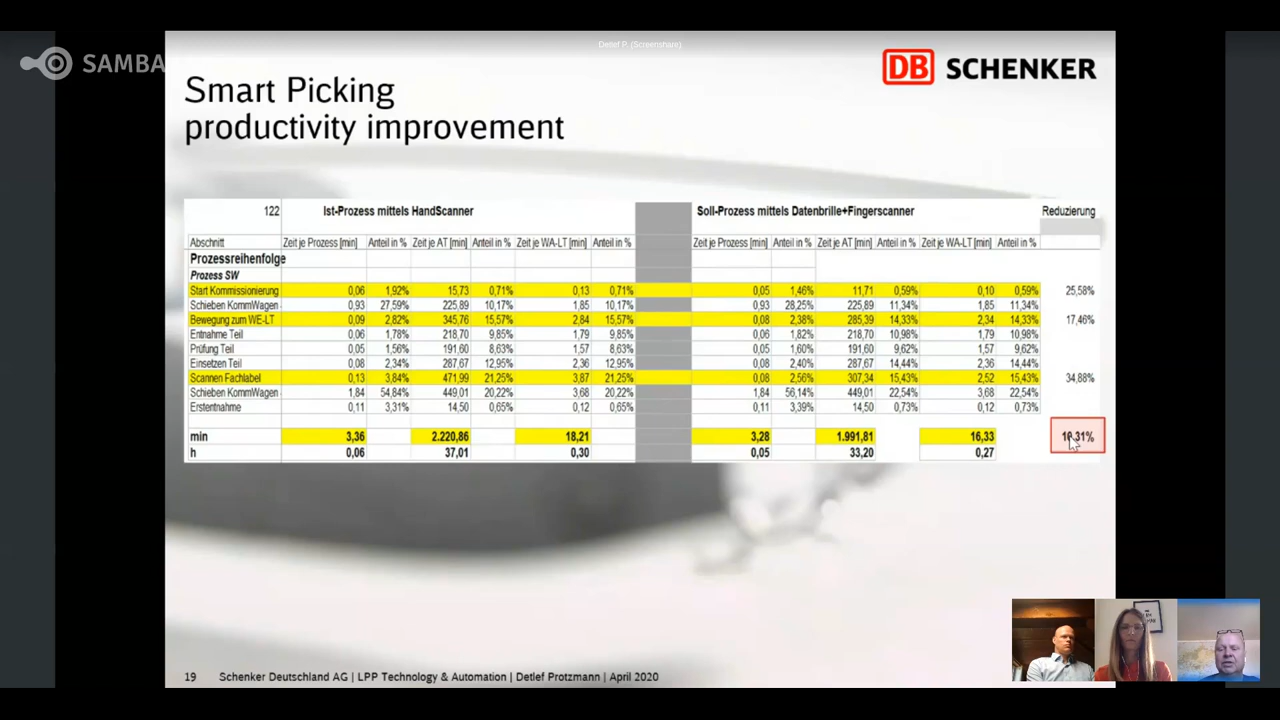 Detlef P. (Screenshare)
SAMBA
DB SCHENKER
Smart Picking
productivity improvement
122 Ist-Prozess mittels HandScanner Soll-Prozess mittels Datenbrille+Fingerscanner Reduzierung
Abschnitt Zeit je Prozess [min] Anteil in % Zeit je AT [min] Anteil in % Zeit je WA-LT [min] Anteil in % Zeit je Prozess [min] Anteil in % Zeit je AT [min] Anteil in % Zeit je WA-LT [min] Anteil in %
Prozessreihenfolge
Prozess SW
Start Kommissionierung 0,06 1,92% 15,73 0,71% 0,13 0,71% 0,05 1,46% 11,71 0,59% 0,10 0,59% 25,58%
Schieben KommWagen 0,93 27,59% 225,89 10,17% 1,85 10,17% 0,93 28,25% 225,89 11,34% 1,85 11,34%
Bewegung zum WE-LT 0,09 2,82% 345,76 15,57% 2,84 15,57% 0,08 2,38% 285,39 14,33% 2,34 14,33% 17,46%
Entnahme Teil 0,06 1,78% 218,70 9,85% 1,79 9,85% 0,06 1,82% 218,70 10,98% 1,79 10,98%
Prüfung Teil 0,05 1,56% 191,60 8,63% 1,57 8,63% 0,05 1,60% 191,60 9,62% 1,57 9,62%
Einsetzen Teil 0,08 2,34% 287,67 12,95% 2,36 12,95% 0,08 2,40% 287,67 14,44% 2,36 14,44%
Scannen Fachlabel 0,13 3,84% 471,99 21,25% 3,87 21,25% 0,08 2,56% 307,34 15,43% 2,52 15,43% 34,88%
Schieben KommWagen 1,84 54,84% 449,01 20,22% 3,68 20,22% 1,84 56,14% 449,01 22,54% 3,68 22,54%
Erstentnahme 0,11 3,31% 14,50 0,65% 0,12 0,65% 0,11 3,39% 14,50 0,73% 0,12 0,73%
min 3,36 2.220,86 18,21 3,28 1.991,81 16,33 10,31%
h 0,06 37,01 0,30 0,05 33,20 0,27
19 Schenker Deutschland AG | LPP Technology & Automation | Detlef Protzmann | April 2020